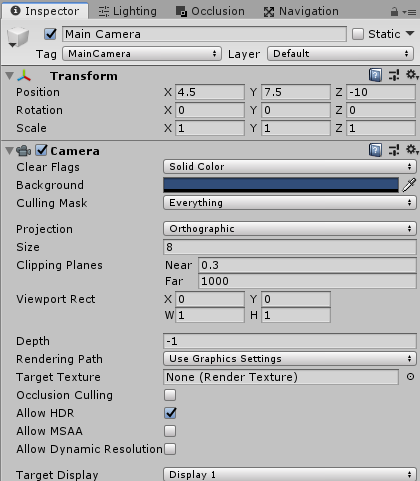 Inspector Lighting Occlusion Navigation
Main Camera Static
Tag MainCamera Layer Default
Transform
Position X 4.5 Y 7.5 Z -10
Rotation X 0 Y 0 Z 0
Scale X 1 Y 1 Z 1
Camera
Clear Flags Solid Color
Background
Culling Mask Everything
Projection Orthographic
Size 8
Clipping Planes Near 0.3
Far 1000
Viewport Rect X 0 Y 0
W 1 H 1
Depth -1
Rendering Path Use Graphics Settings
Target Texture None (Render Texture)
Occlusion Culling
Allow HDR
Allow MSAA
Allow Dynamic Resolution
Target Display Display 1